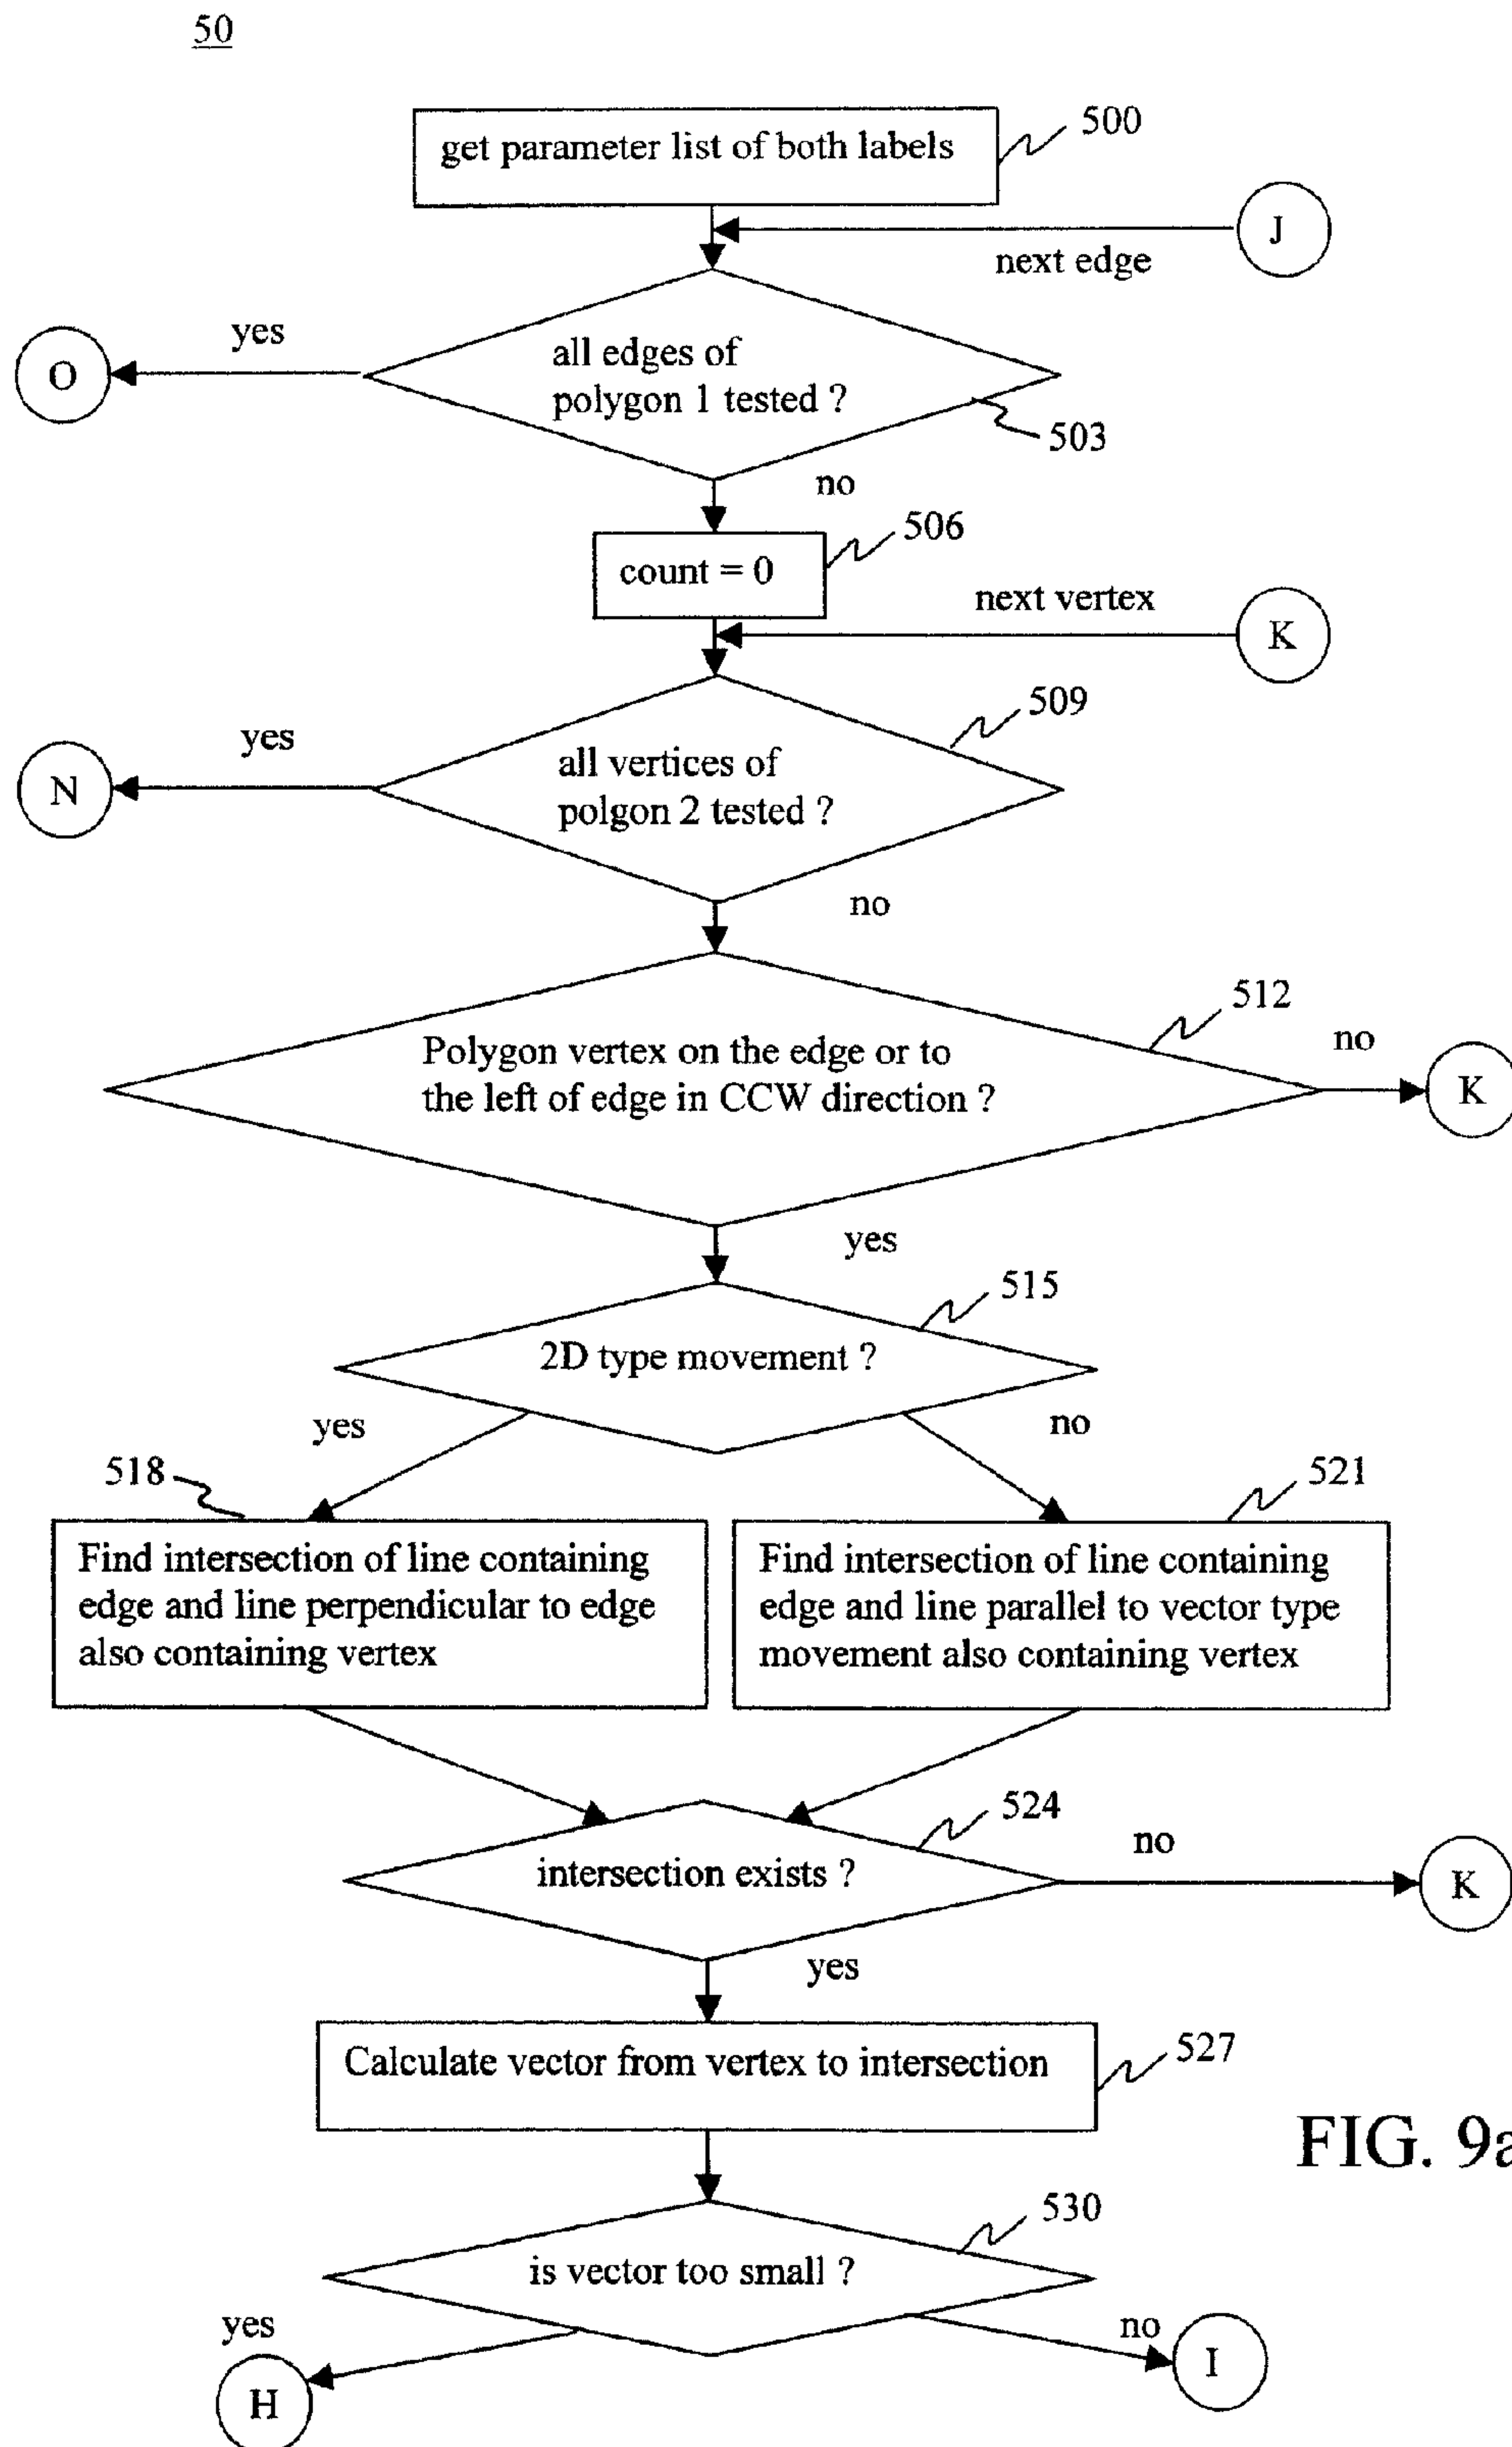 50
get parameter list of both labels
500
J
next edge
yes
O
all edges of
polygon 1 tested ?
503
no
506
count = 0
next vertex
K
509
yes
N
all vertices of
polgon 2 tested ?
no
512
no
Polygon vertex on the edge or to
the left of edge in CCW direction ?
K
yes
515
2D type movement ?
yes
no
518
521
Find intersection of line containing
edge and line perpendicular to edge
also containing vertex
Find intersection of line containing
edge and line parallel to vector type
movement also containing vertex
524
no
intersection exists ?
K
yes
Calculate vector from vertex to intersection
527
FIG. 9a
530
is vector too small ?
yes
no
H
I